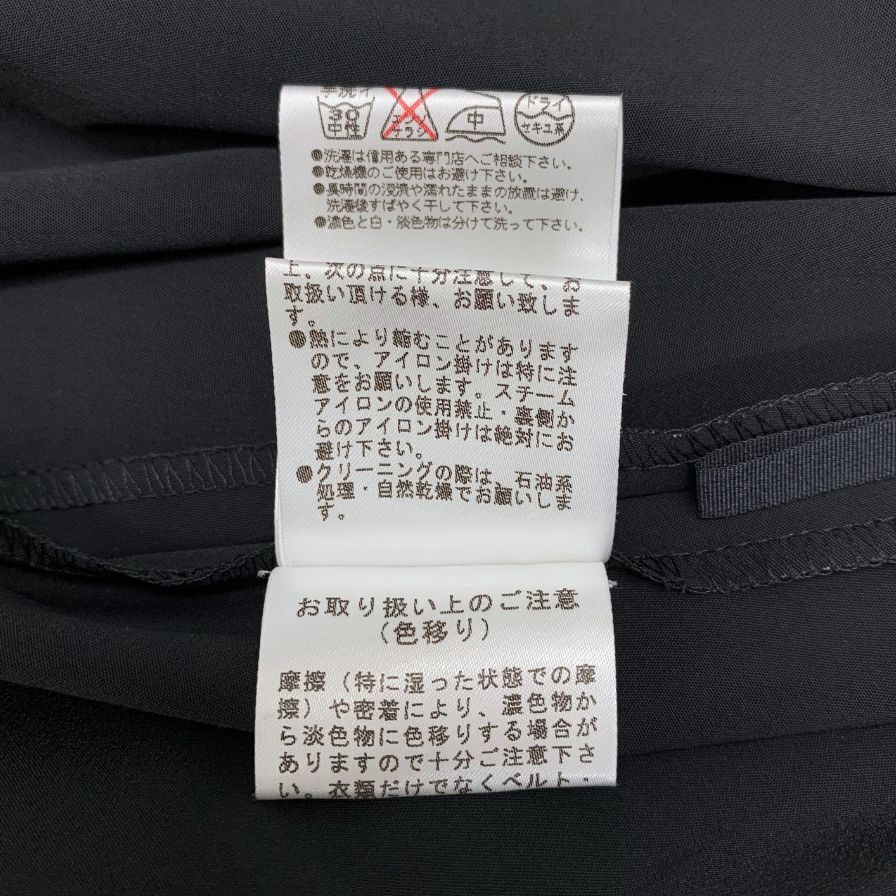 手洗イ
30
中性
エンソ
サラシ
中
ドライ
セキユ系
●洗濯は信用ある専門店へご相談下さい。
●乾燥機のご使用はお避け下さい。
●長時間の浸漬や濡れたままの放置は避け、
洗濯後すばやく干して下さい。
●濃色と白・淡色物は分けて洗って下さい。
上、次の点に十分注意して、お
取扱い頂ける様、お願い致しま
す。
●熱により縮むことがあります
ので、アイロン掛けは特に注
意をお願いします。スチーム
アイロンの使用禁止・裏側か
らのアイロン掛けは絶対にお
避け下さい。
●クリーニングの際は、石油系
処理・自然乾燥でお願いしま
す。
お取り扱い上のご注意
(色移り)
摩擦(特に湿った状態での摩
擦)や密着により、濃色物か
ら淡色物に色移りする場合が
ありますので十分ご注意下さ
い。衣類だけでなくベルト・